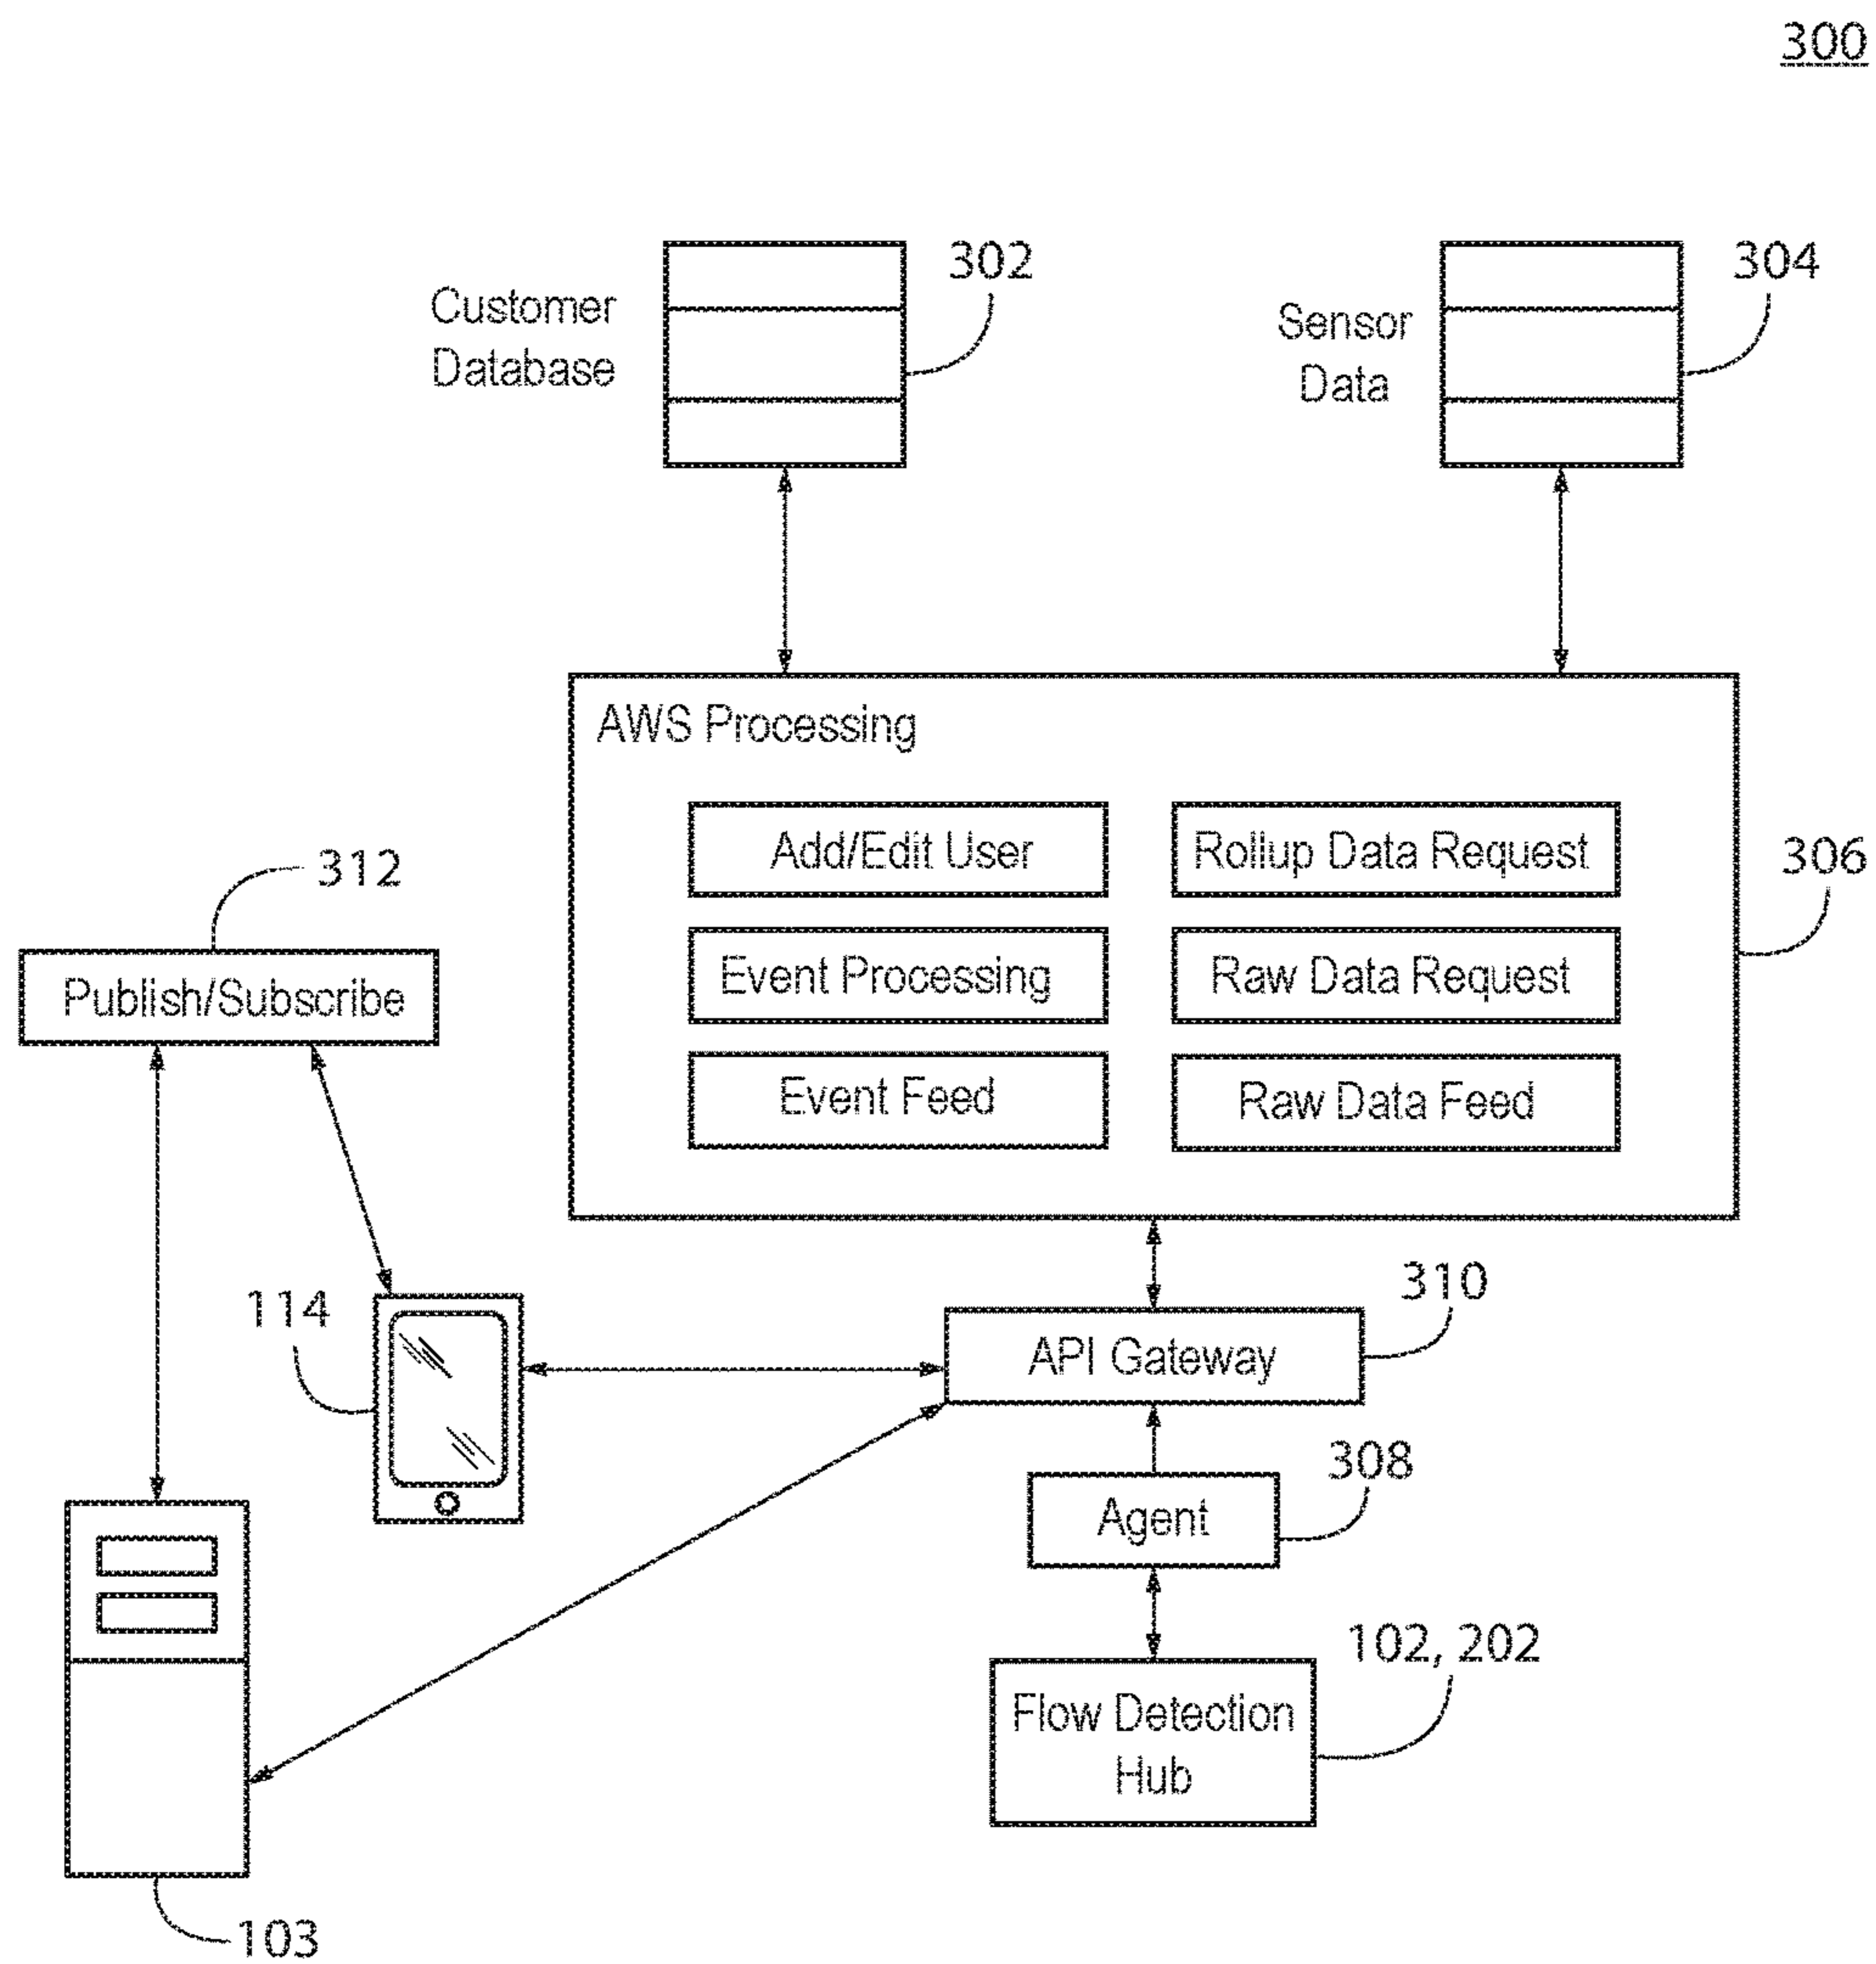 300
302
Customer
Database
304
Sensor
Data
AWS Processing
Add/Edit User
Rollup Data Request
306
312
Event Processing
Raw Data Request
Publish/Subscribe
Event Feed
Raw Data Feed
310
114
API Gateway
308
Agent
102, 202
Flow Detection
Hub
103